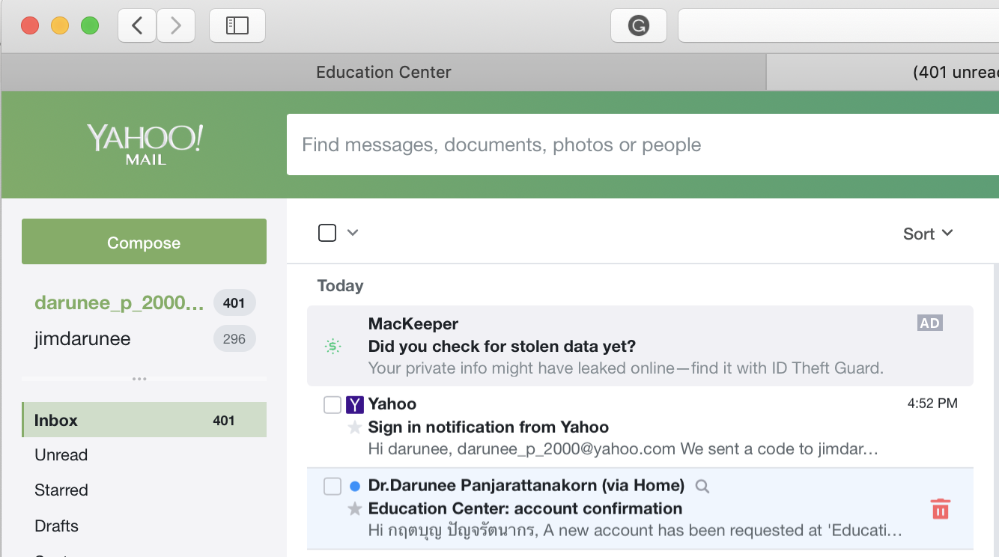 Education Center
(401 unrea
YAHOO!
MAIL
Find messages, documents, photos or people
Compose
Sort
darunee_p_2000... 401
jimdarunee 296
Inbox 401
Unread
Starred
Drafts
Today
MacKeeper AD
Did you check for stolen data yet?
Your private info might have leaked online—find it with ID Theft Guard.
Y Yahoo 4:52 PM
Sign in notification from Yahoo
Hi darunee, darunee_p_2000@yahoo.com We sent a code to jimdar...
Dr.Darunee Panjarattanakorn (via Home)
Education Center: account confirmation
Hi กฤตบุญ ปัญจรัตนากร, A new account has been requested at 'Educati...